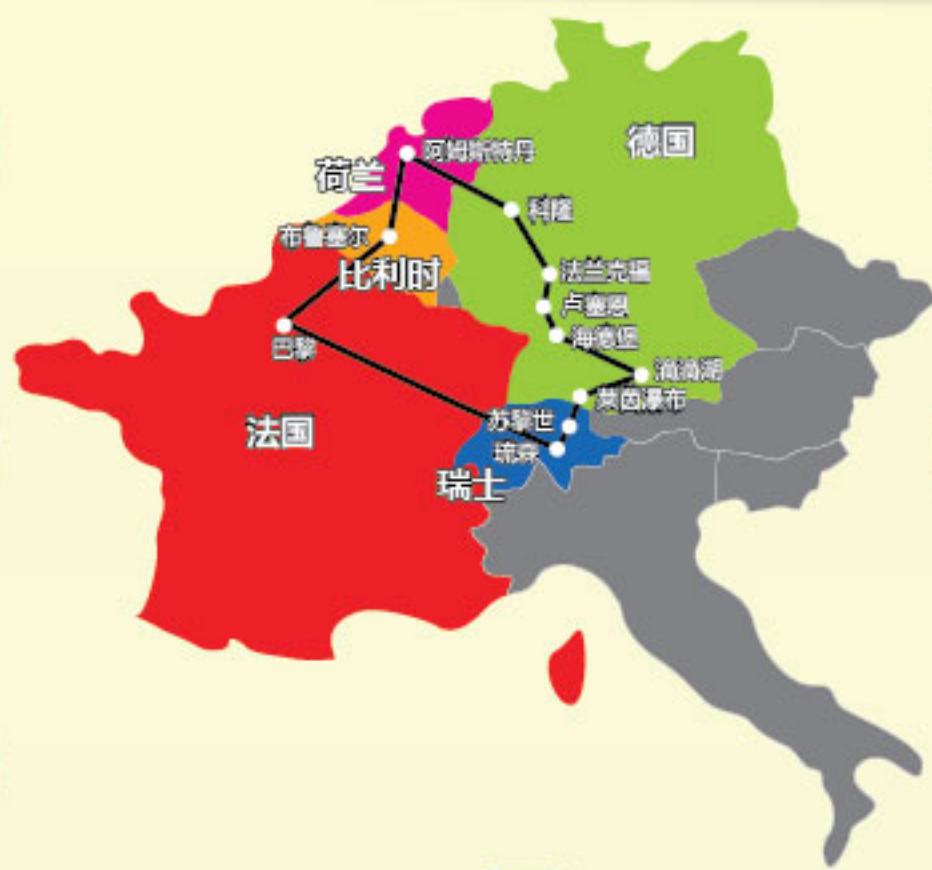 德国
阿姆斯特丹
荷兰
科隆
布鲁塞尔
比利时
法兰克福
卢塞恩
海德堡
巴黎
滴滴湖
莱茵瀑布
苏黎世
法国
琉森
瑞士